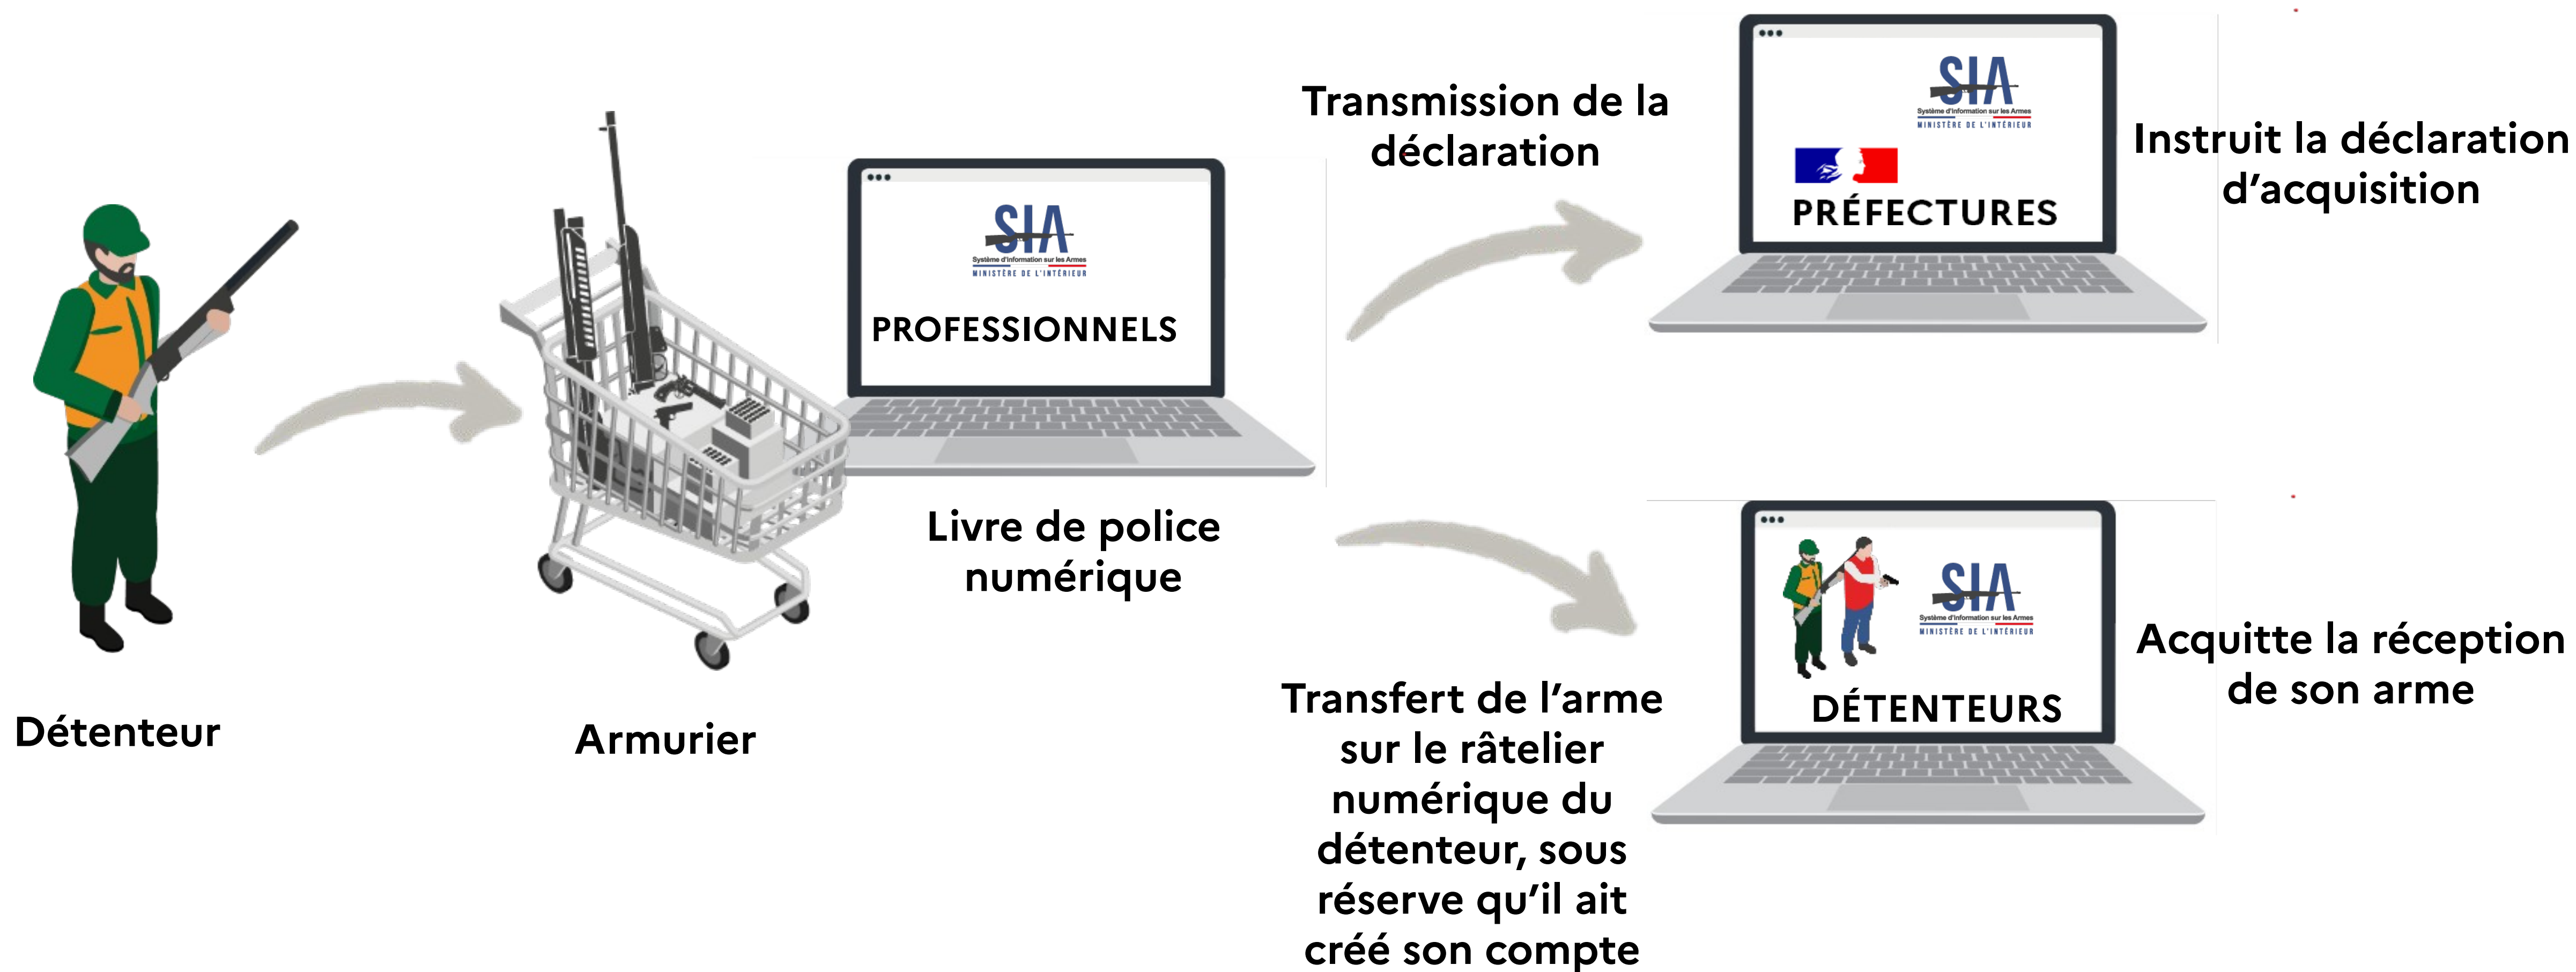 Détenteur
Armurier
SIA
Système d'Information sur les Armes
MINISTÈRE DE L'INTÉRIEUR
PROFESSIONNELS
Livre de police
numérique
Transmission de la
déclaration
SIA
Système d'Information sur les Armes
MINISTÈRE DE L'INTÉRIEUR
PRÉFECTURES
Instruit la déclaration
d'acquisition
Transfert de l'arme
sur le râtelier
numérique du
détenteur, sous
réserve qu'il ait
créé son compte
SIA
Système d'Information sur les Armes
MINISTÈRE DE L'INTÉRIEUR
DÉTENTEURS
Acquitte la réception
de son arme